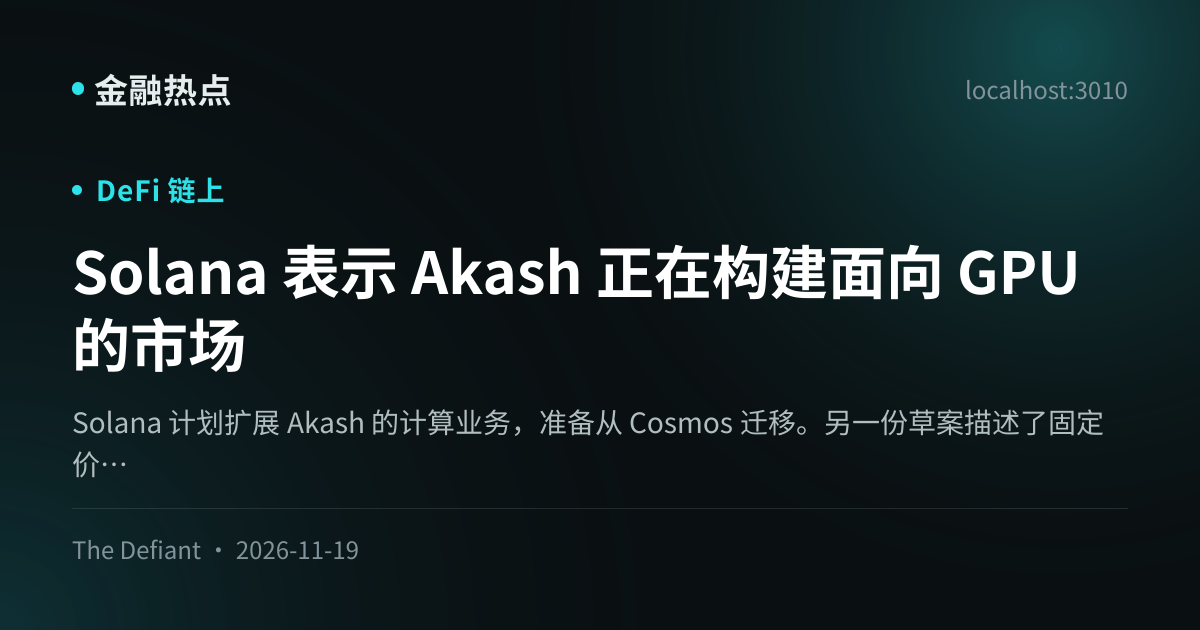 金融热点
localhost:3010
DeFi 链上
Solana 表示 Akash 正在构建面向 GPU
的市场
Solana 计划扩展 Akash 的计算业务，准备从 Cosmos 迁移。另一份草案描述了固定
价…
The Defiant • 2026-11-19